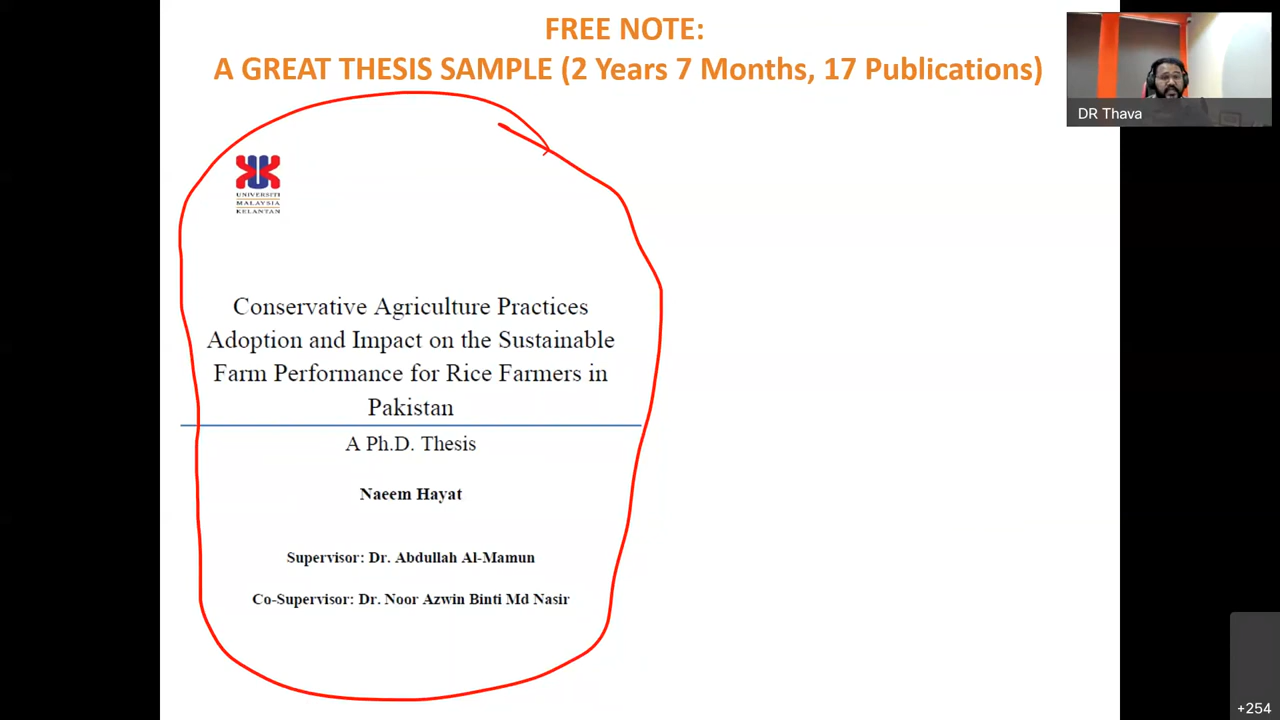 FREE NOTE:
A GREAT THESIS SAMPLE (2 Years 7 Months, 17 Publications)
DR Thava
UNIVERSITI
MALAYSIA
KELANTAN
Conservative Agriculture Practices
Adoption and Impact on the Sustainable
Farm Performance for Rice Farmers in
Pakistan
A Ph.D. Thesis
Naeem Hayat
Supervisor: Dr. Abdullah Al-Mamun
Co-Supervisor: Dr. Noor Azwin Binti Md Nasir
+254